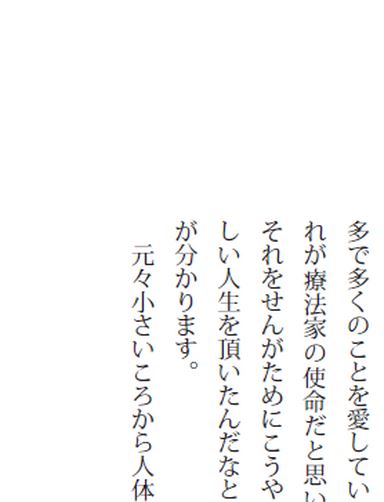 多で多くのことを愛してい
れが療法家の使命だと思い
それをせんがためにこうや
しい人生を頂いたんだなと
が分かります。
元々小さいころから人体